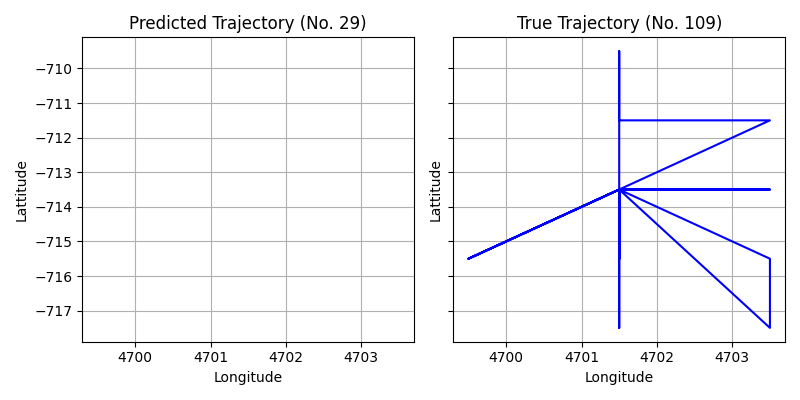 Predicted Trajectory (No. 29)
True Trajectory (No. 109)
−710
−711
−712
−713
−714
−715
−716
−717
Lattitude
Lattitude
4700
4701
4702
4703
4700
4701
4702
4703
Longitude
Longitude